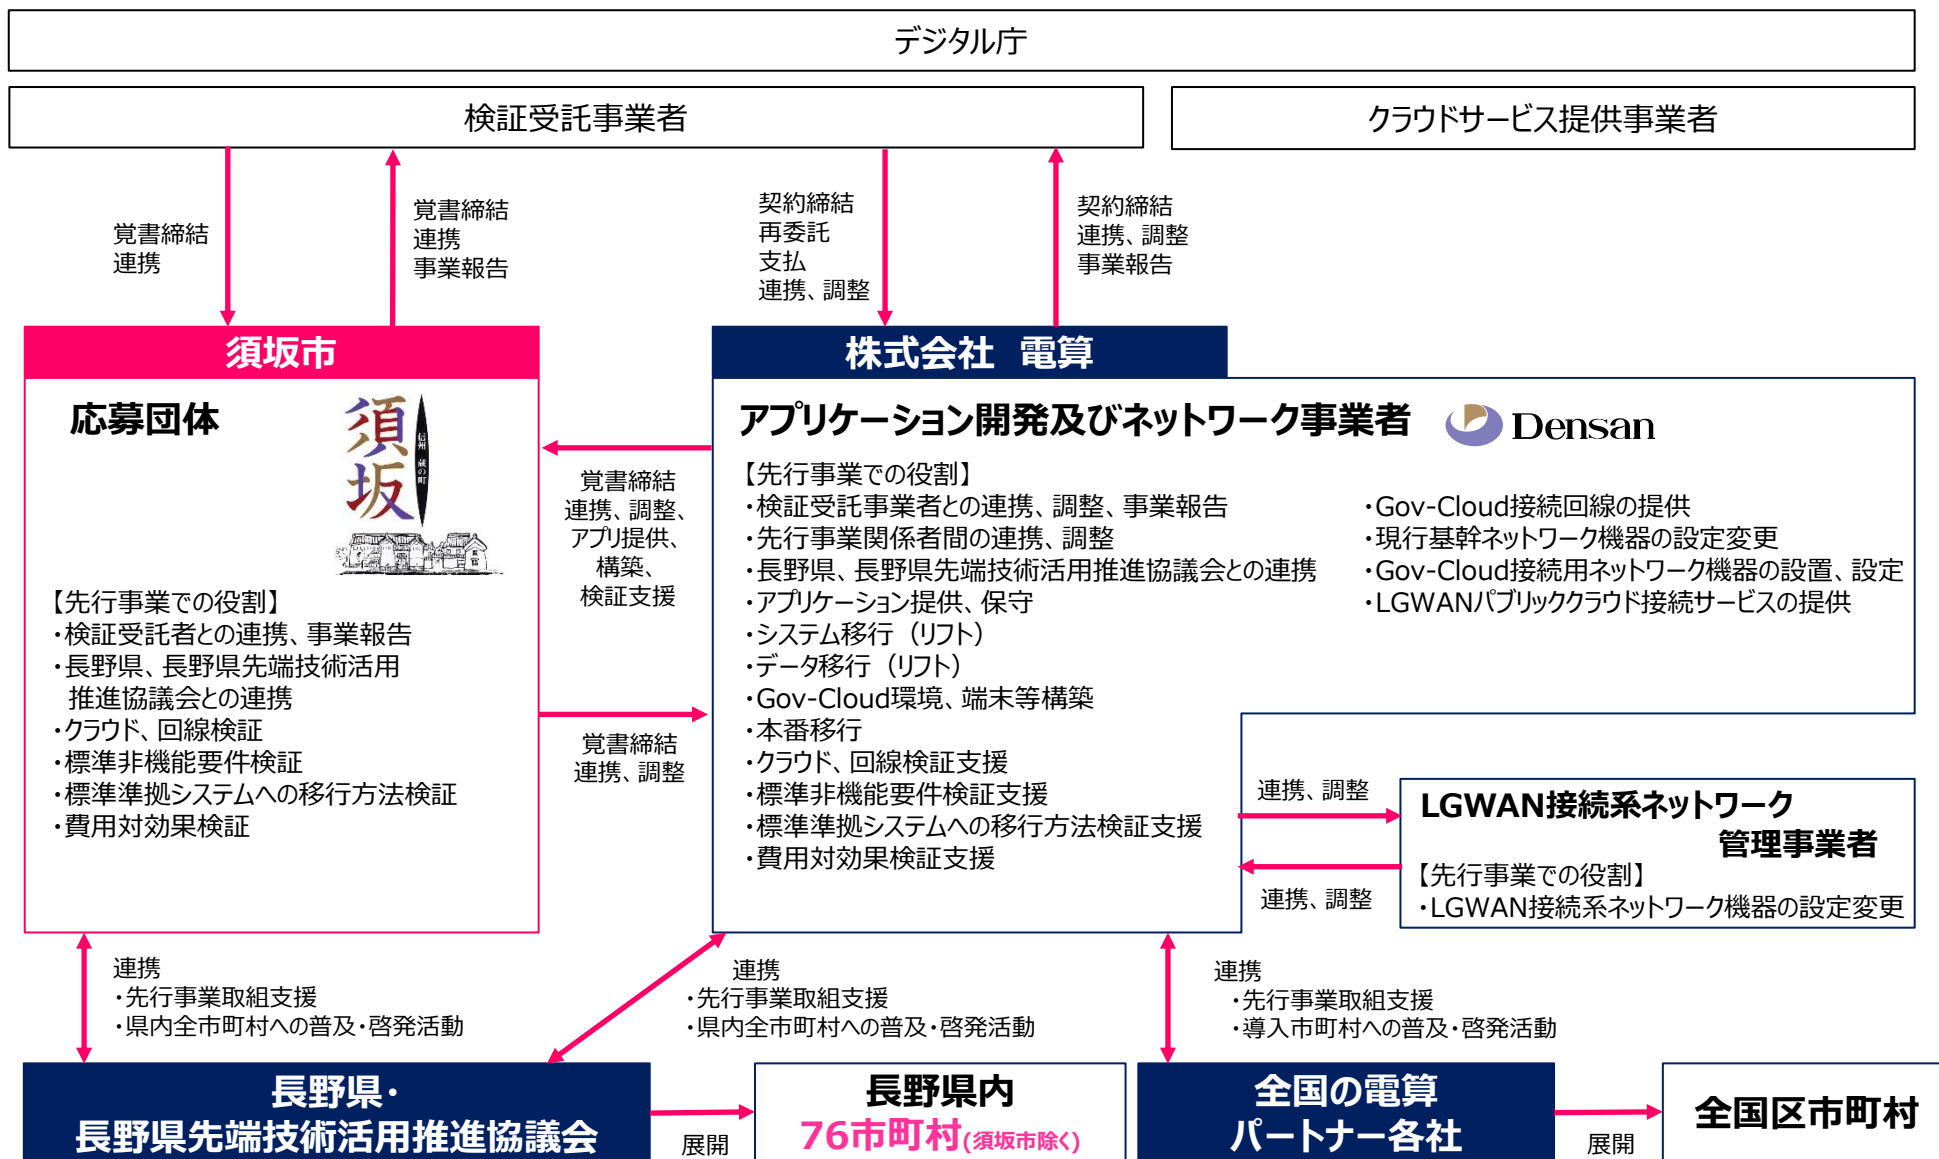 デジタル庁
検証受託事業者
クラウドサービス提供事業者
覚書締結
連携
覚書締結
連携
事業報告
契約締結
再委託
支払
連携、調整
契約締結
連携、調整
事業報告
須坂市
応募団体
須坂
信州 蔵の町
【先行事業での役割】
・検証受託者との連携、事業報告
・長野県、長野県先端技術活用
推進協議会との連携
・クラウド、回線検証
・標準非機能要件検証
・標準準拠システムへの移行方法検証
・費用対効果検証
覚書締結
連携、調整、
アプリ提供、
構築、
検証支援
覚書締結
連携、調整
株式会社 電算
アプリケーション開発及びネットワーク事業者
Densan
【先行事業での役割】
・検証受託事業者との連携、調整、事業報告
・先行事業関係者間の連携、調整
・長野県、長野県先端技術活用推進協議会との連携
・アプリケーション提供、保守
・システム移行（リフト）
・データ移行（リフト）
・Gov-Cloud環境、端末等構築
・本番移行
・クラウド、回線検証支援
・標準非機能要件検証支援
・標準準拠システムへの移行方法検証支援
・費用対効果検証支援
・Gov-Cloud接続回線の提供
・現行基幹ネットワーク機器の設定変更
・Gov-Cloud接続用ネットワーク機器の設置、設定
・LGWANパブリッククラウド接続サービスの提供
連携、調整
連携、調整
LGWAN接続系ネットワーク
管理事業者
【先行事業での役割】
・LGWAN接続系ネットワーク機器の設定変更
連携
・先行事業取組支援
・県内全市町村への普及・啓発活動
連携
・先行事業取組支援
・県内全市町村への普及・啓発活動
連携
・先行事業取組支援
・導入市町村への普及・啓発活動
長野県・
長野県先端技術活用推進協議会
展開
長野県内
76市町村(須坂市除く)
全国の電算
パートナー各社
展開
全国区市町村